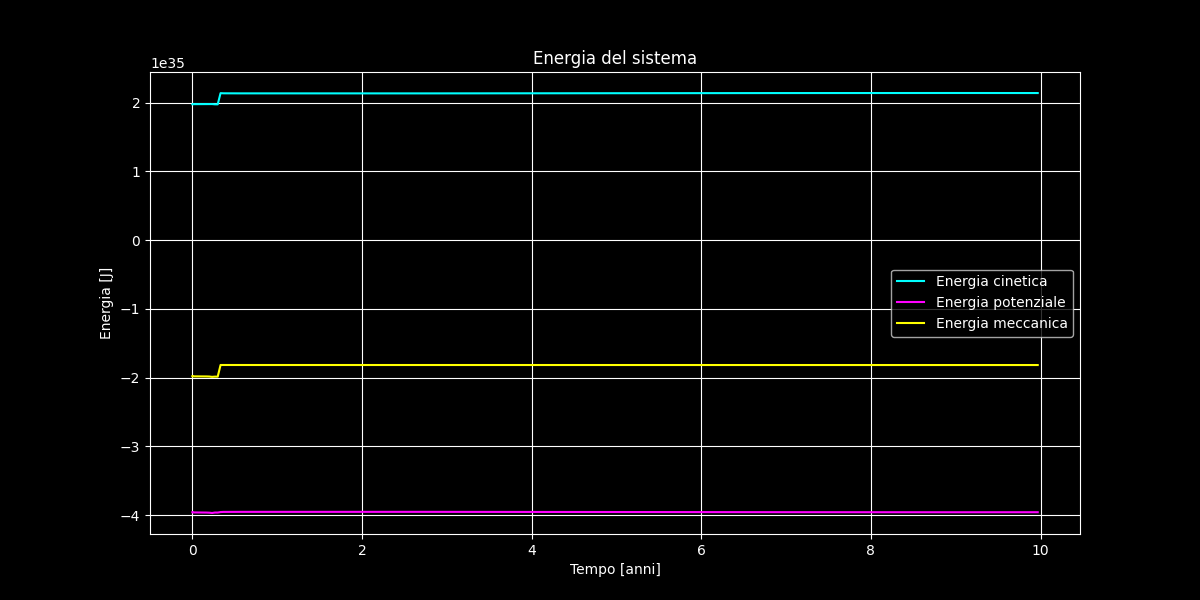 Energia del sistema
1e35
2
1
0
−1
−2
−3
−4
Energia [J]
Energia cinetica
Energia potenziale
Energia meccanica
0 2 4 6 8 10
Tempo [anni]